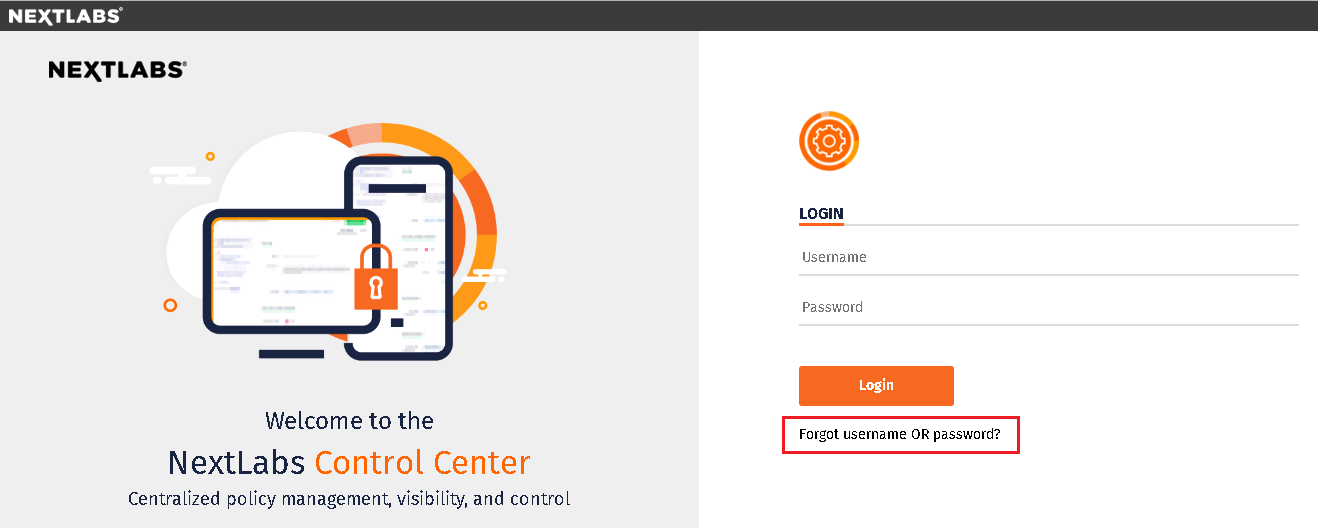 NEXTLABS®
NEXTLABS®
Welcome to the
NextLabs Control Center
Centralized policy management, visibility, and control
LOGIN
Username
Password
Login
Forgot username OR password?